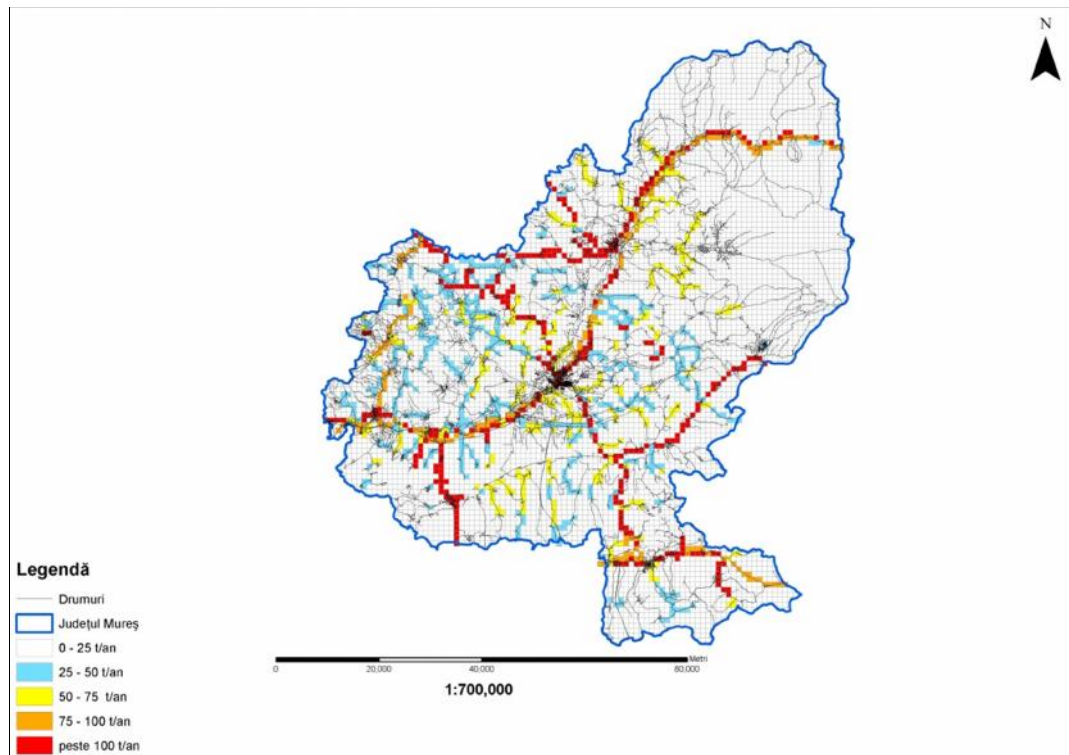 N
Legendă
Drumuri
Județul Mureş
0 - 25 t/an
25 - 50 t/an
50 - 75 t/an
75 - 100 t/an
peste 100 t/an
Metri
0 20,000 40,000 80,000
1:700,000